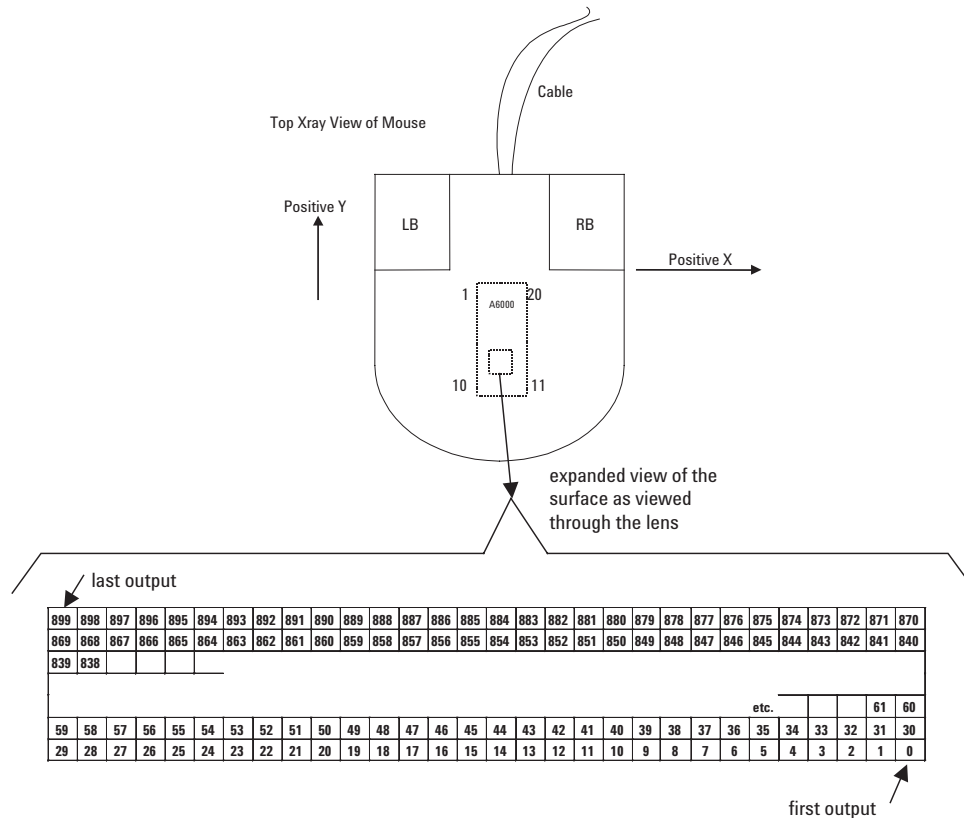 Cable
Top Xray View of Mouse
Positive Y
LB
RB
Positive X
1
A6000
20
10
11
expanded view of the
surface as viewed
through the lens
last output
899 898 897 896 895 894 893 892 891 890 889 888 887 886 885 884 883 882 881 880 879 878 877 876 875 874 873 872 871 870
869 868 867 866 865 864 863 862 861 860 859 858 857 856 855 854 853 852 851 850 849 848 847 846 845 844 843 842 841 840
839 838
etc. 61 60
59 58 57 56 55 54 53 52 51 50 49 48 47 46 45 44 43 42 41 40 39 38 37 36 35 34 33 32 31 30
29 28 27 26 25 24 23 22 21 20 19 18 17 16 15 14 13 12 11 10 9 8 7 6 5 4 3 2 1 0
first output